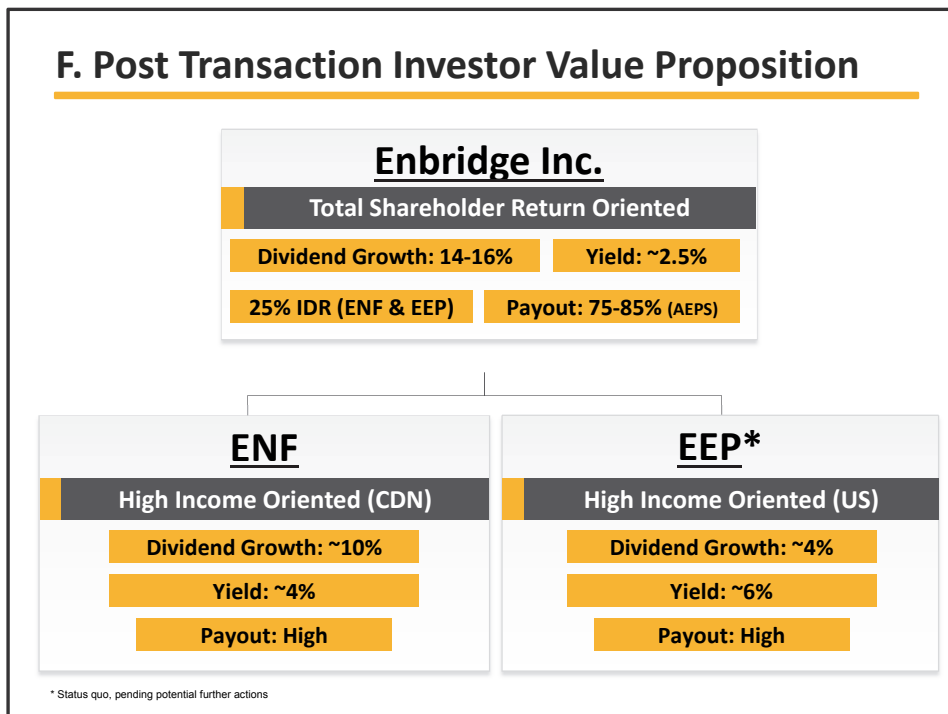 F. Post Transaction Investor Value Proposition
Enbridge Inc.
Total Shareholder Return Oriented
Dividend Growth: 14-16%
Yield: ~2.5%
25% IDR (ENF & EEP)
Payout: 75-85% (AEPS)
ENF
High Income Oriented (CDN)
Dividend Growth: ~10%
Yield: ~4%
Payout: High
EEP*
High Income Oriented (US)
Dividend Growth: ~4%
Yield: ~6%
Payout: High
* Status quo, pending potential further actions